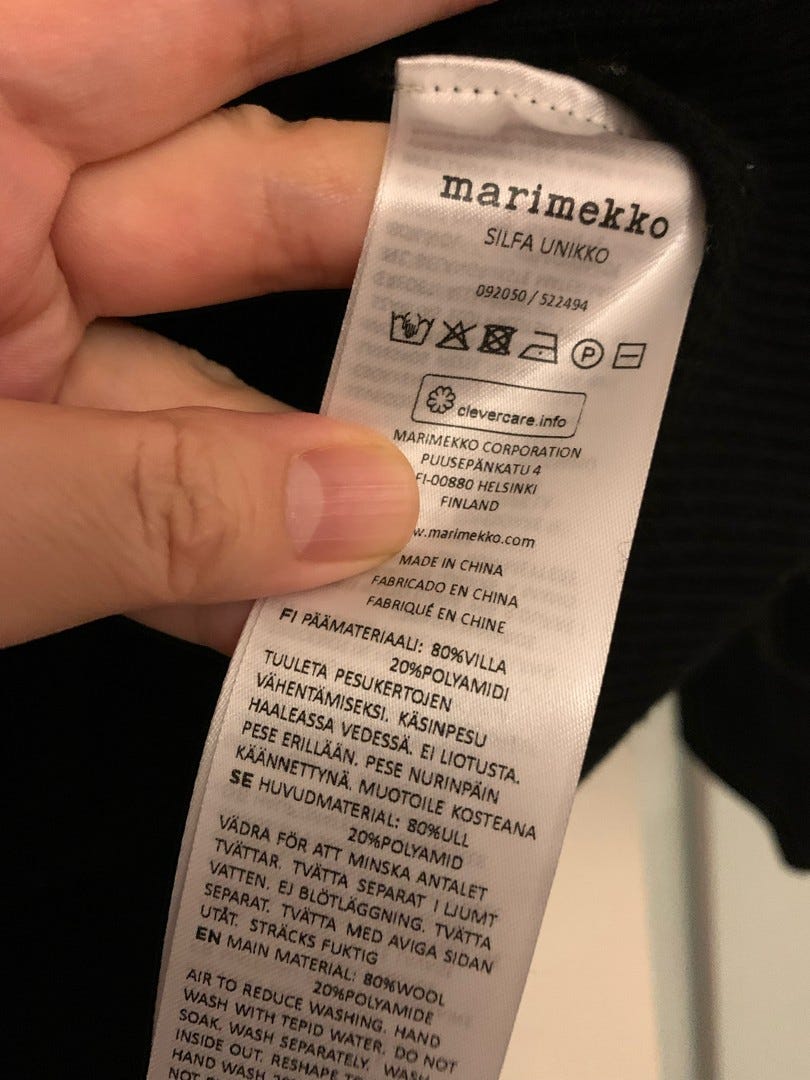 marimekko
SILFA UNIKKO
092050 / 522494
P
clevercare.info
MARIMEKKO CORPORATION
PUUSEPÄNKATU 4
FI-00880 HELSINKI
FINLAND
w.marimekko.com
MADE IN CHINA
FABRICADO EN CHINA
FABRIQUÉ EN CHINE
FI PÄÄMATERIAALI: 80%VILLA
20%POLYAMIDI
TUULETA PESUKERTOJEN
VÄHENTÄMISEKSI. KÄSINPESU
HAALEASSA VEDESSÄ. EI LIOTUSTA.
PESE ERILLÄÄN. PESE NURINPÄIN
KÄÄNNETTYNÄ. MUOTOILE KOSTEANA
SE HUVUDMATERIAL: 80%ULL
20%POLYAMID
VÄDRA FÖR ATT MINSKA ANTALET
TVÄTTAR. TVÄTTA SEPARAT I LJUMT
VATTEN. EJ BLÖTLÄGGNING. TVÄTTA
SEPARAT. TVÄTTA MED AVIGA SIDAN
UTÅT. STRÄCKS FUKTIG
EN MAIN MATERIAL: 80%WOOL
20%POLYAMIDE
AIR TO REDUCE WASHING. HAND
WASH WITH TEPID WATER. DO NOT
SOAK. WASH SEPARATELY. WASH
INSIDE OUT. RESHAPE
HAND WASH
NOT